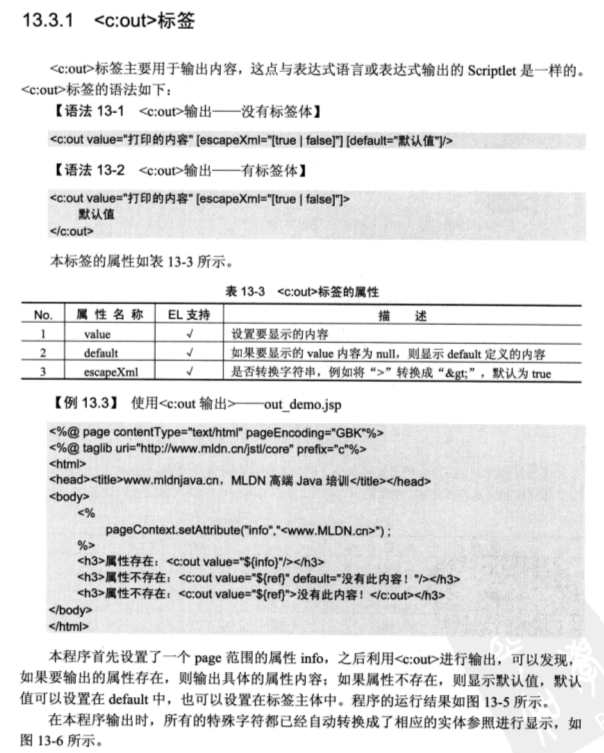 13.3.1 <c:out>标签
<c:out>标签主要用于输出内容，这点与表达式语言或表达式输出的 Scriptlet 是一样的。
<c:out>标签的语法如下：
【语法 13-1 <c:out>输出——没有标签体】
<c:out value="打印的内容" [escapeXml="[true | false]"] [default="默认值"]/>
【语法 13-2 <c:out>输出——有标签体】
<c:out value="打印的内容" [escapeXml="[true | false]"]>
默认值
</c:out>
本标签的属性如表 13-3 所示。
表 13-3 <c:out>标签的属性
No. 属 性 名 称 EL 支持 描 述
1 value √ 设置要显示的内容
2 default √ 如果要显示的 value 内容为 null，则显示 default 定义的内容
3 escapeXml √ 是否转换字符串，例如将“>”转换成“&gt;”，默认为 true
【例 13.3】 使用<c:out 输出>——out_demo.jsp
<%@ page contentType="text/html" pageEncoding="GBK"%>
<%@ taglib uri="http://www.mldn.cn/jstl/core" prefix="c"%>
<html>
<head><title>www.mldnjava.cn，MLDN 高端 Java 培训</title></head>
<body>
<%
pageContext.setAttribute("info","<www.MLDN.cn>") ;
%>
<h3>属性存在：<c:out value="${info}"/></h3>
<h3>属性不存在：<c:out value="${ref}" default="没有此内容！"/></h3>
<h3>属性不存在：<c:out value="${ref}">没有此内容！</c:out></h3>
</body>
</html>
本程序首先设置了一个 page 范围的属性 info，之后利用<c:out>进行输出，可以发现，
如果要输出的属性存在，则输出具体的属性内容；如果属性不存在，则显示默认值，默认
值可以设置在 default 中，也可以设置在标签主体中。程序的运行结果如图 13-5 所示。
在本程序输出时，所有的特殊字符都已经自动转换成了相应的实体参照进行显示，如
图 13-6 所示。